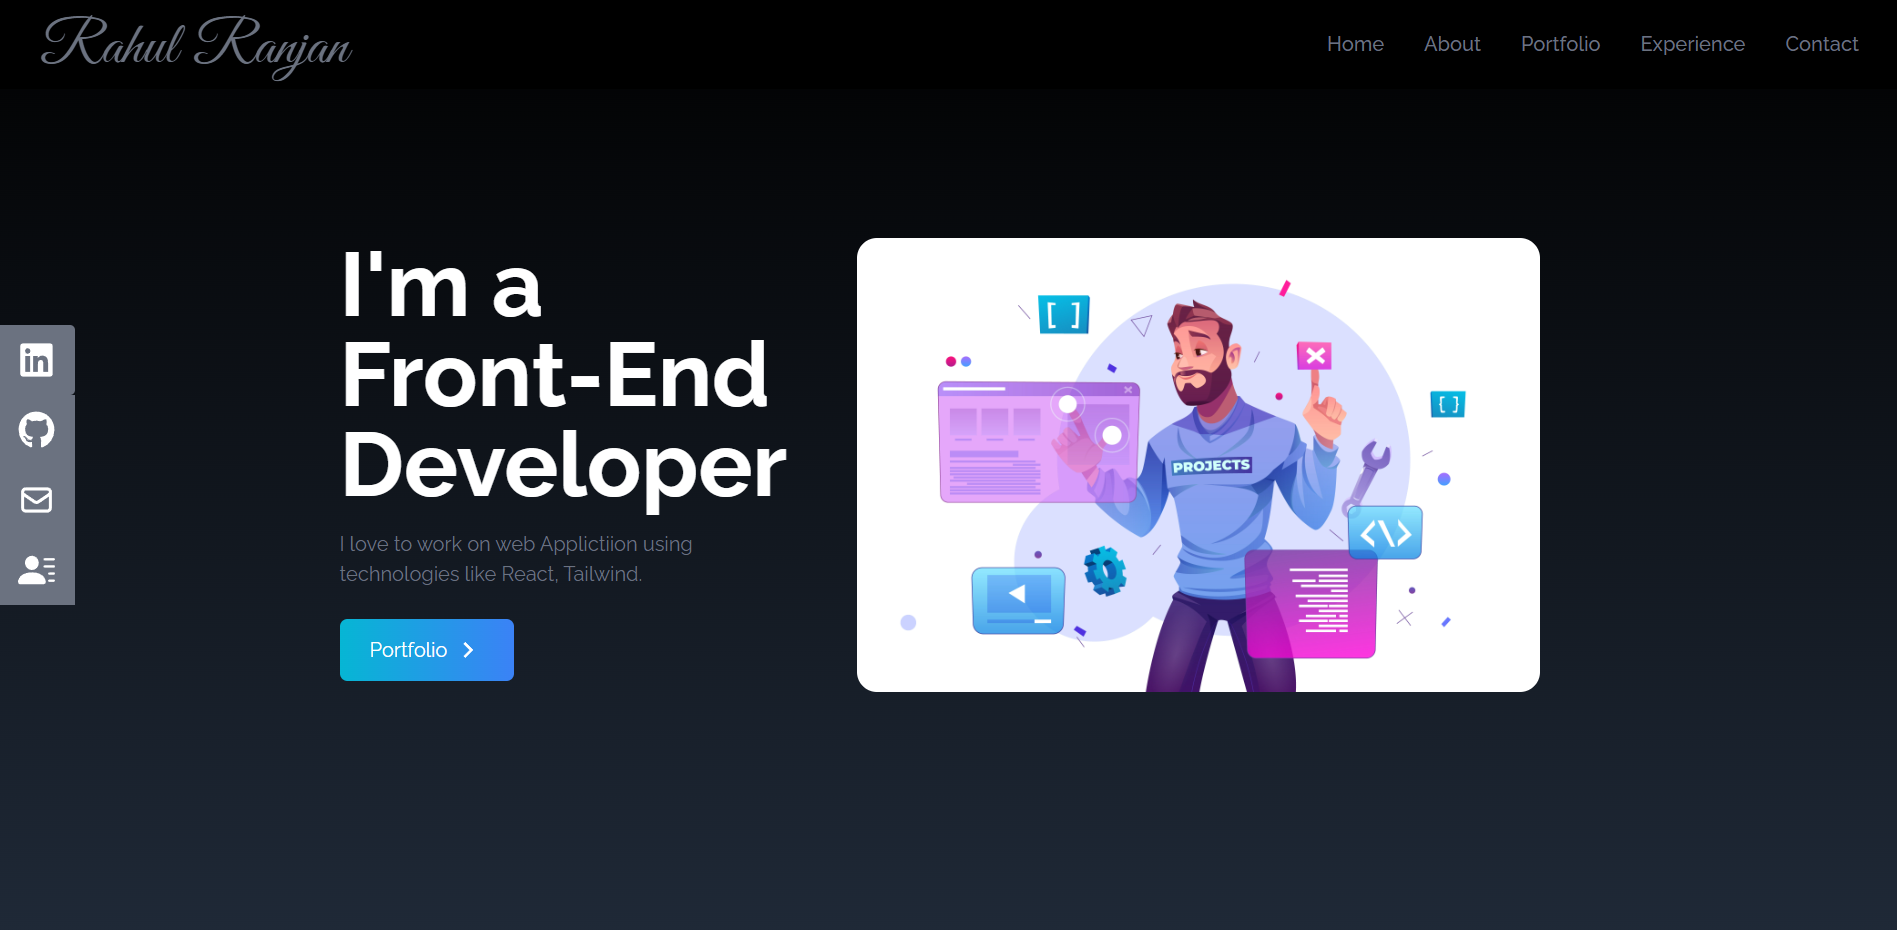 Rahul Ranjan
Home About Portfolio Experience Contact
I'm a
Front-End
Developer
I love to work on web Applictiion using
technologies like React, Tailwind.
Portfolio
in
[ ]
PROJECTS
{ }
<\>